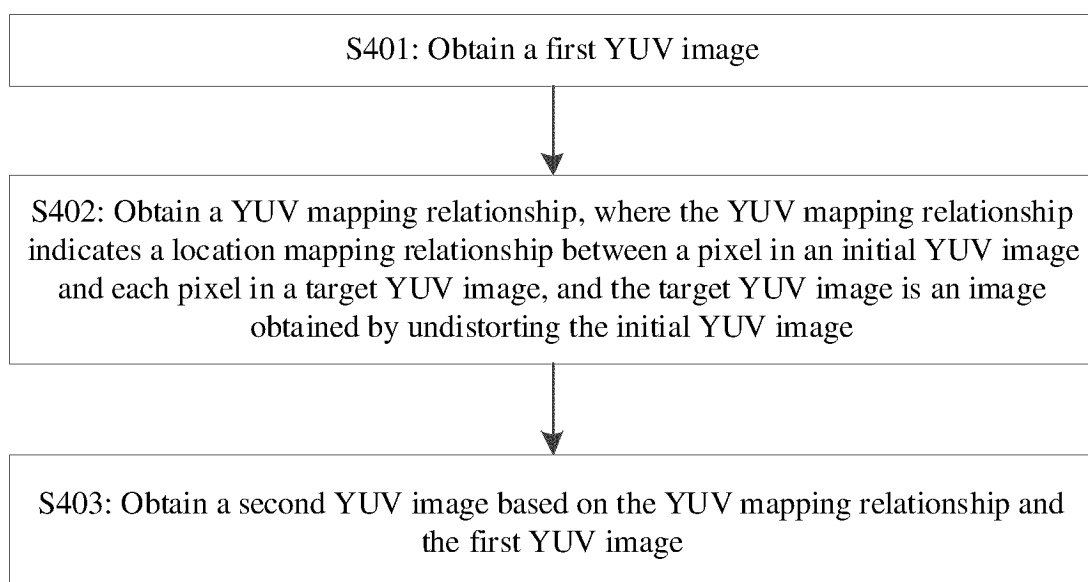 S401: Obtain a first YUV image
S402: Obtain a YUV mapping relationship, where the YUV mapping relationship
indicates a location mapping relationship between a pixel in an initial YUV image
and each pixel in a target YUV image, and the target YUV image is an image
obtained by undistorting the initial YUV image
S403: Obtain a second YUV image based on the YUV mapping relationship and
the first YUV image